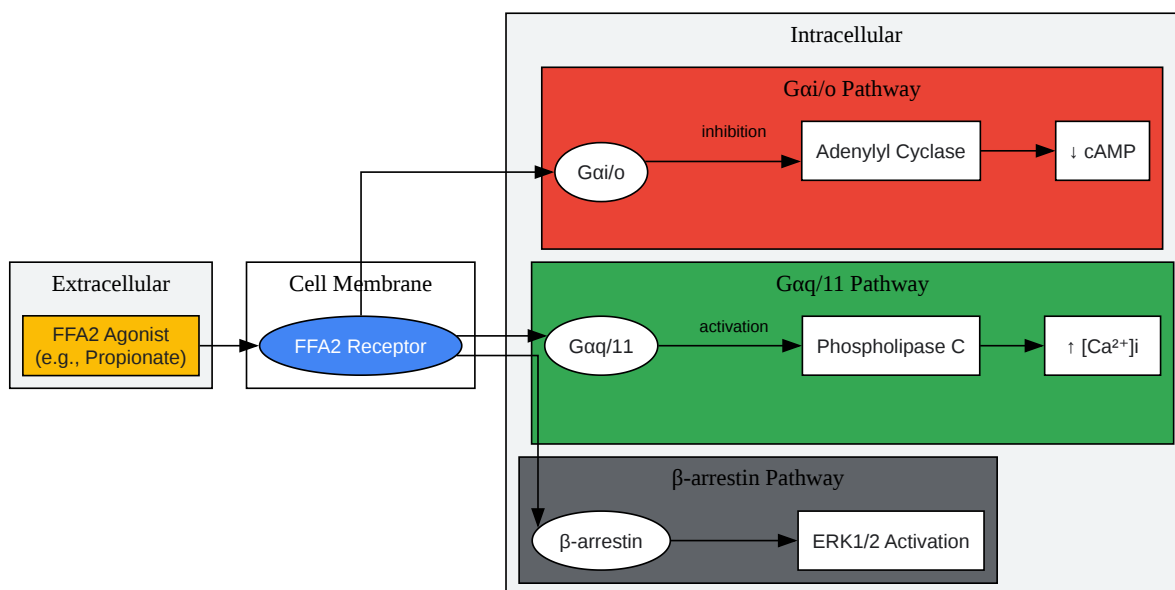 Intracellular
Gαi/o Pathway
inhibition
Gαi/o
Adenylyl Cyclase
↓ cAMP
Extracellular
FFA2 Agonist
(e.g., Propionate)
Cell Membrane
FFA2 Receptor
Gαq/11 Pathway
activation
Gαq/11
Phospholipase C
↑ [Ca²⁺]i
β-arrestin Pathway
β-arrestin
ERK1/2 Activation